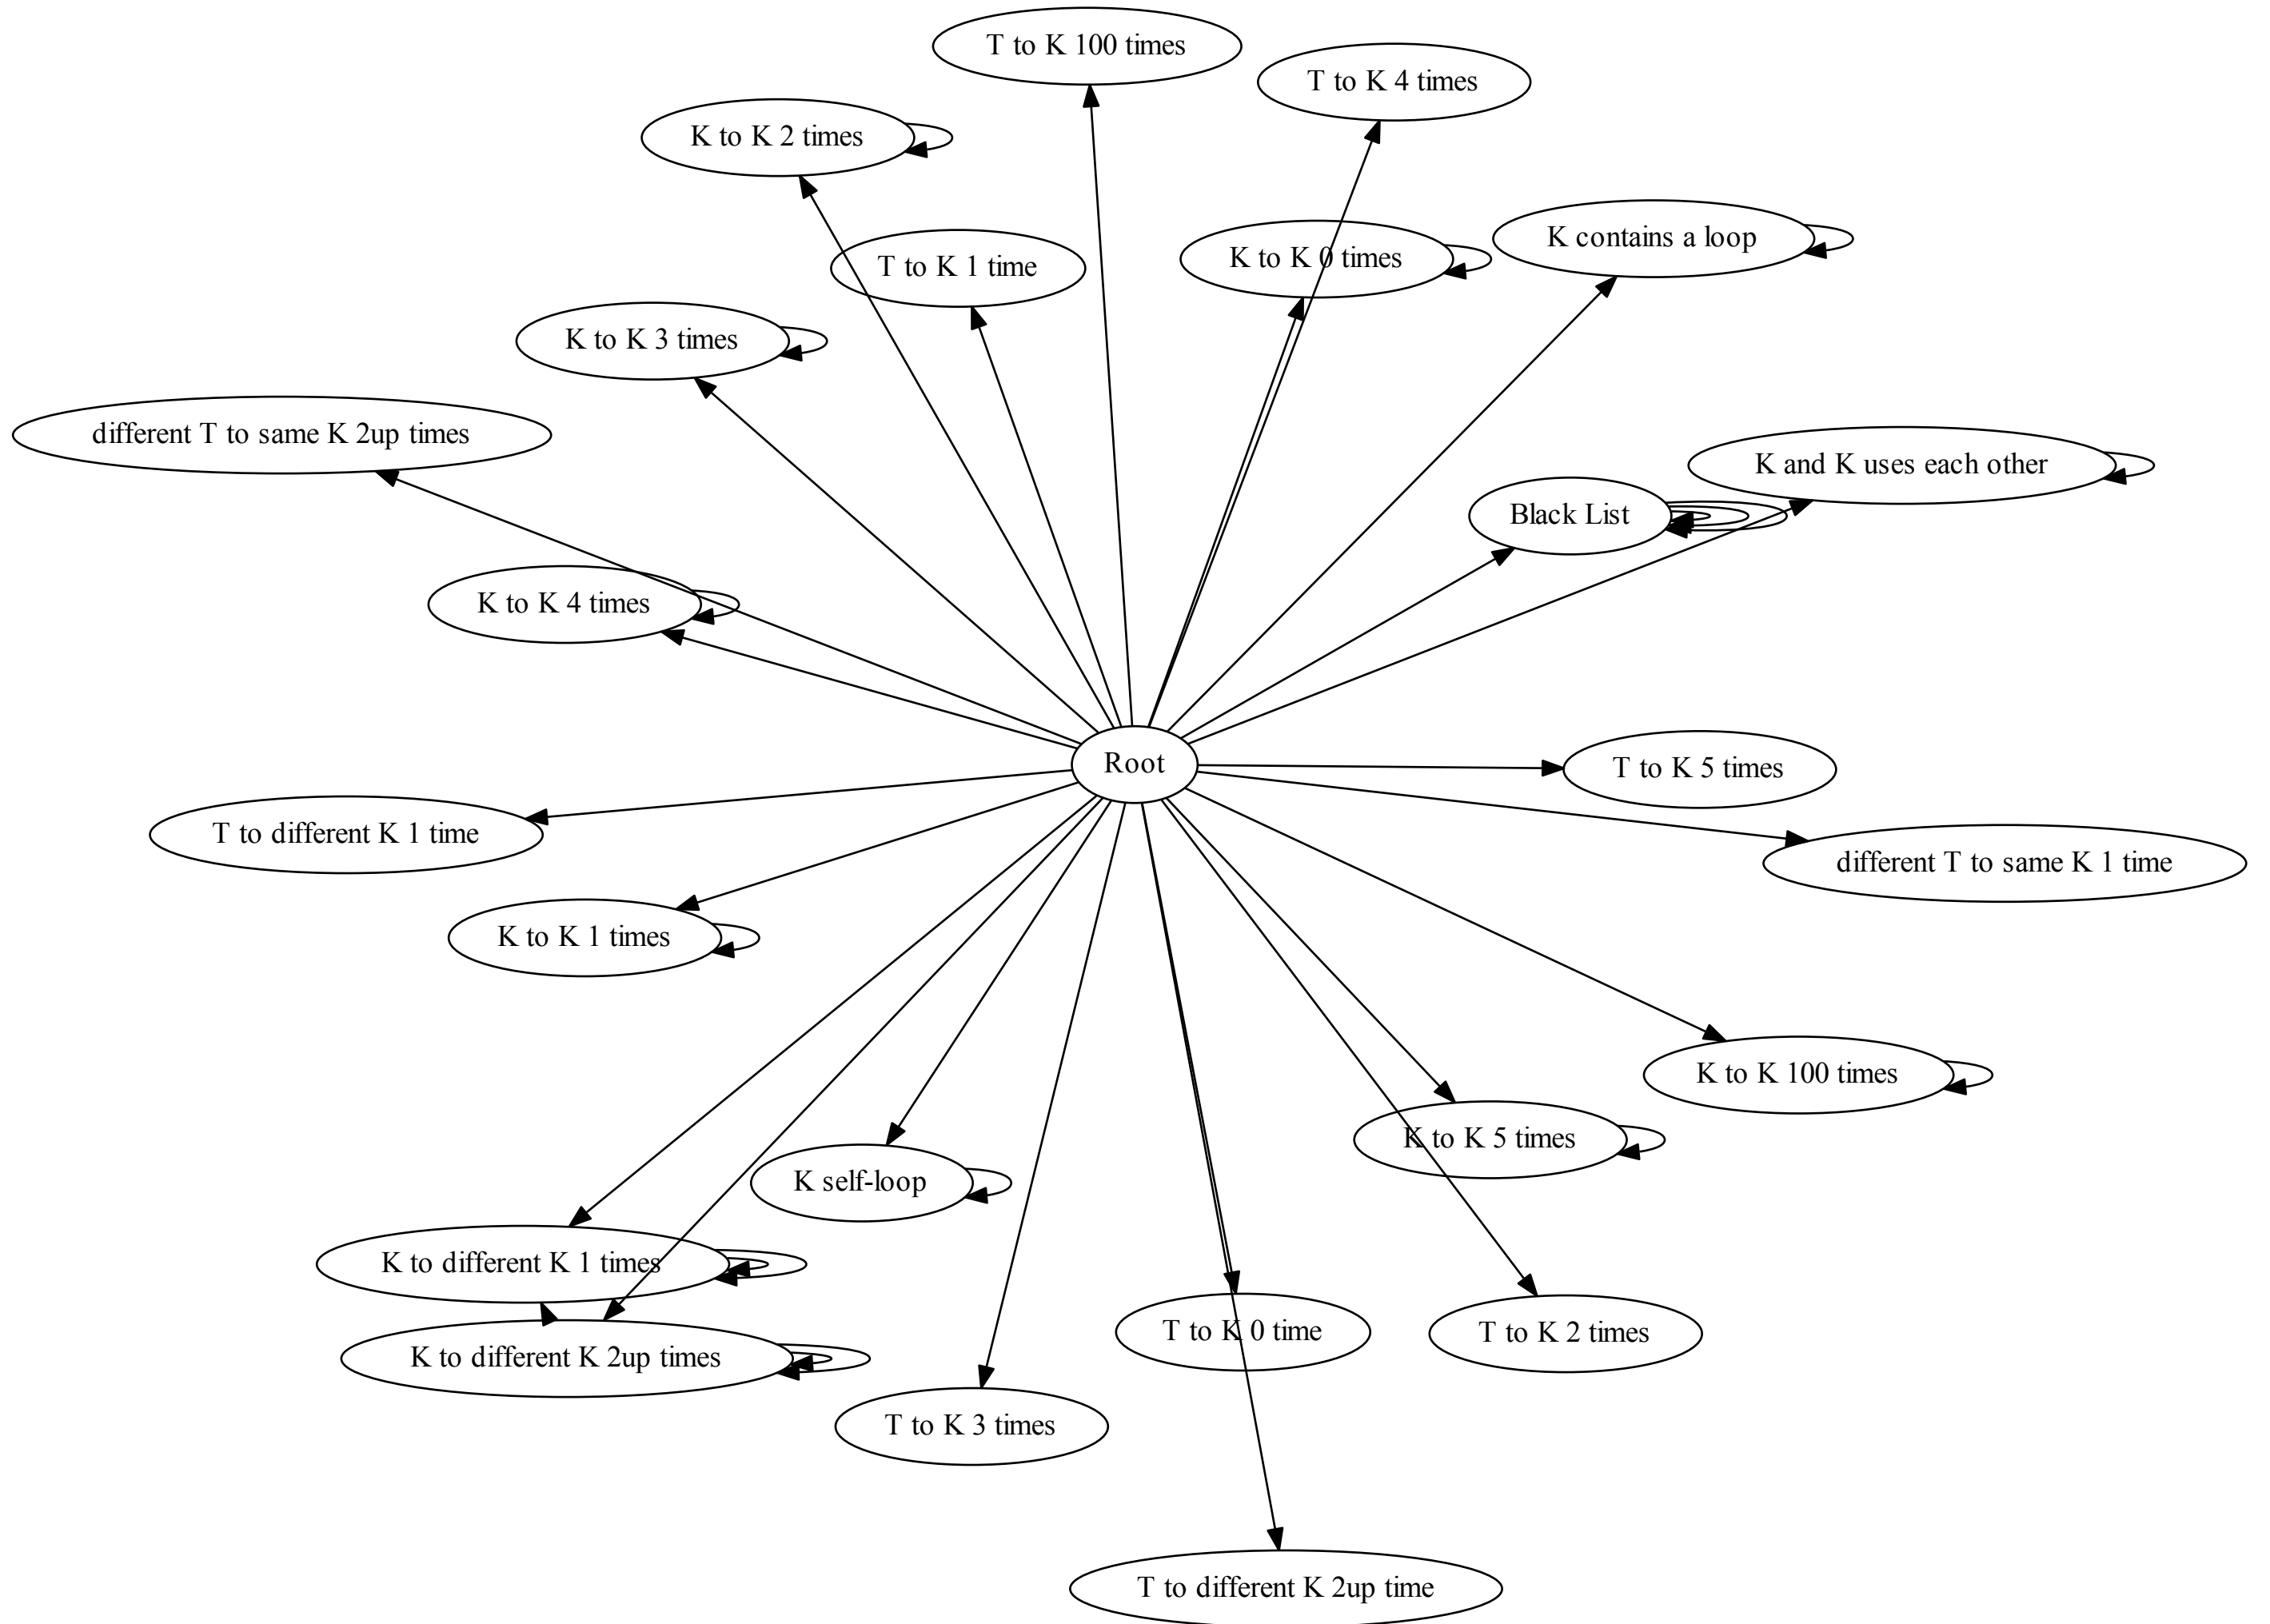 T to K 100 times
T to K 4 times
K to K 2 times
K contains a loop
K to K 0 times
T to K 1 time
K to K 3 times
different T to same K 2up times
K and K uses each other
Black List
K to K 4 times
Root
T to K 5 times
T to different K 1 time
different T to same K 1 time
K to K 1 times
K to K 100 times
K to K 5 times
K self-loop
K to different K 1 times
T to K 0 time
T to K 2 times
K to different K 2up times
T to K 3 times
T to different K 2up time